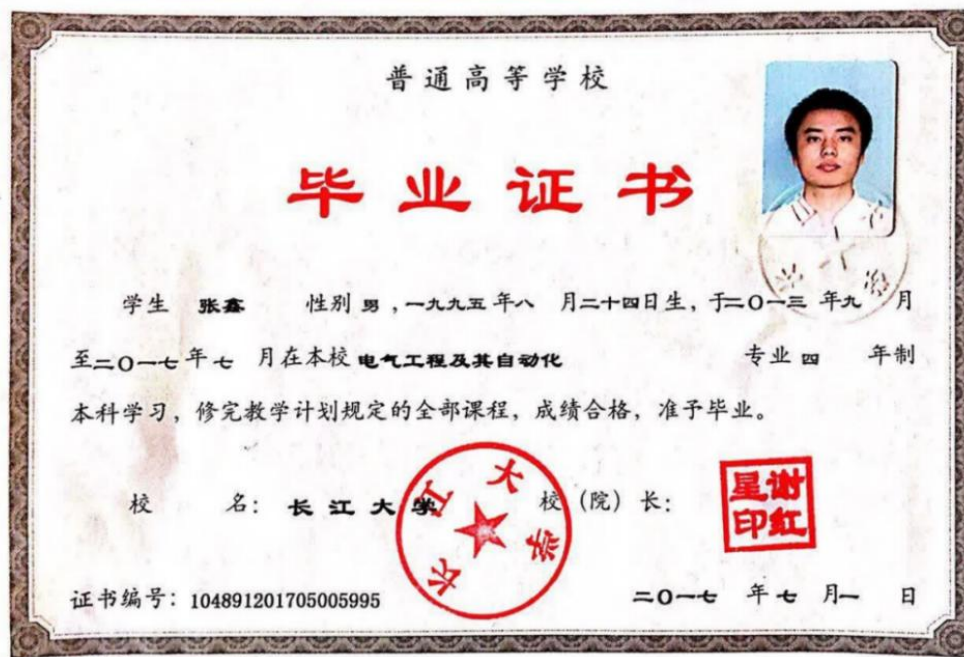 普通高等学校
毕业证书
学生 张鑫 性别 男，一九九五年八 月二十四日生，于二〇一三 年九 月
至二〇一七年七 月在本校 电气工程及其自动化 专业 四 年制
本科学习，修完教学计划规定的全部课程，成绩合格，准予毕业。
校 名：长江大学 校（院）长：
长江大学
谢红星印
证书编号：104891201705005995 二〇一七 年七 月一 日